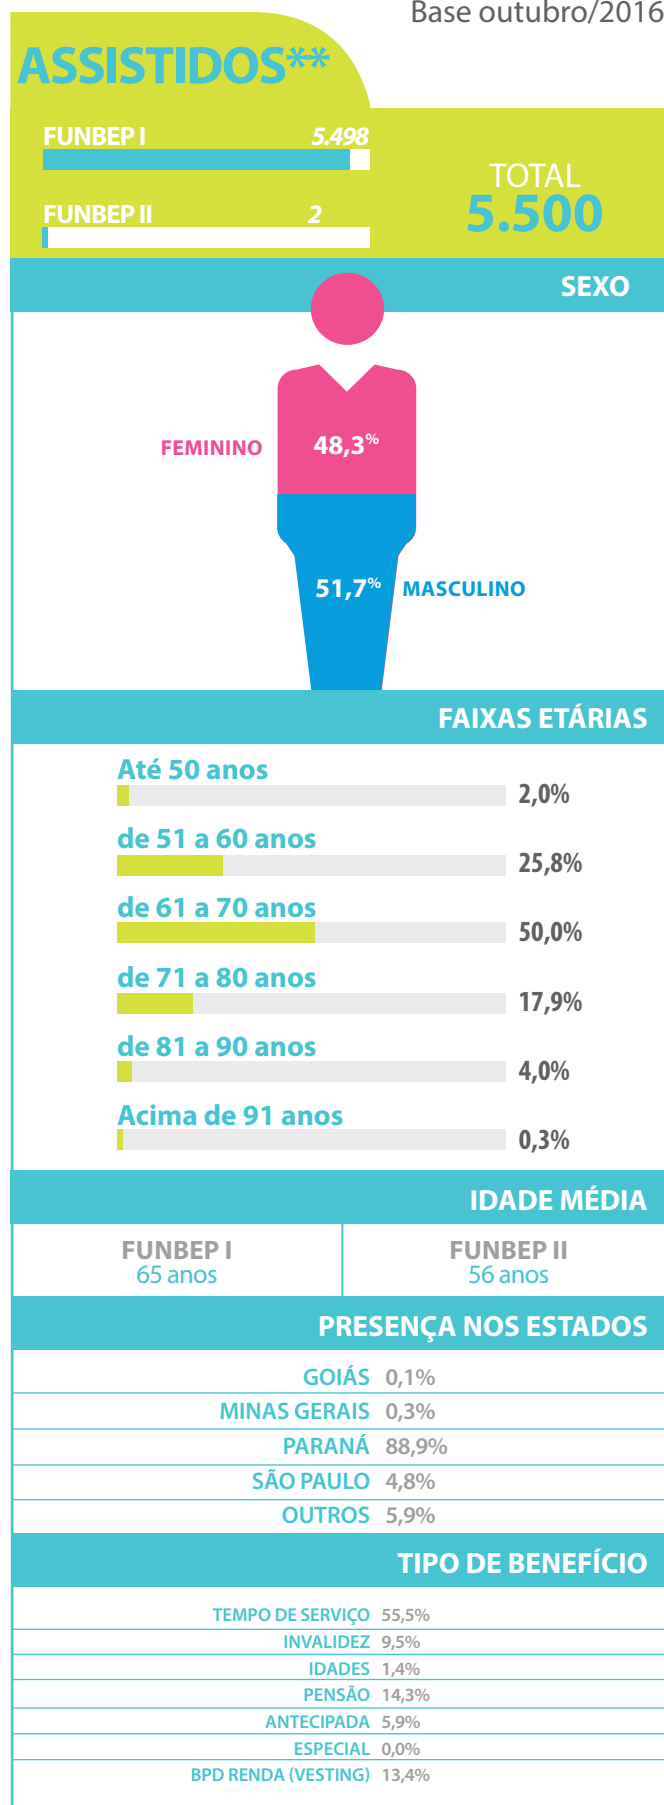 Base outubro/2016
ASSISTIDOS**
FUNBEP I 5.498
FUNBEP II 2
TOTAL
5.500
SEXO
FEMININO 48,3%
51,7% MASCULINO
FAIXAS ETÁRIAS
Até 50 anos
2,0%
de 51 a 60 anos
25,8%
de 61 a 70 anos
50,0%
de 71 a 80 anos
17,9%
de 81 a 90 anos
4,0%
Acima de 91 anos
0,3%
IDADE MÉDIA
FUNBEP I
65 anos
FUNBEP II
56 anos
PRESENÇA NOS ESTADOS
GOIÁS 0,1%
MINAS GERAIS 0,3%
PARANÁ 88,9%
SÃO PAULO 4,8%
OUTROS 5,9%
TIPO DE BENEFÍCIO
TEMPO DE SERVIÇO 55,5%
INVALIDEZ 9,5%
IDADES 1,4%
PENSÃO 14,3%
ANTECIPADA 5,9%
ESPECIAL 0,0%
BPD RENDA (VESTING) 13,4%